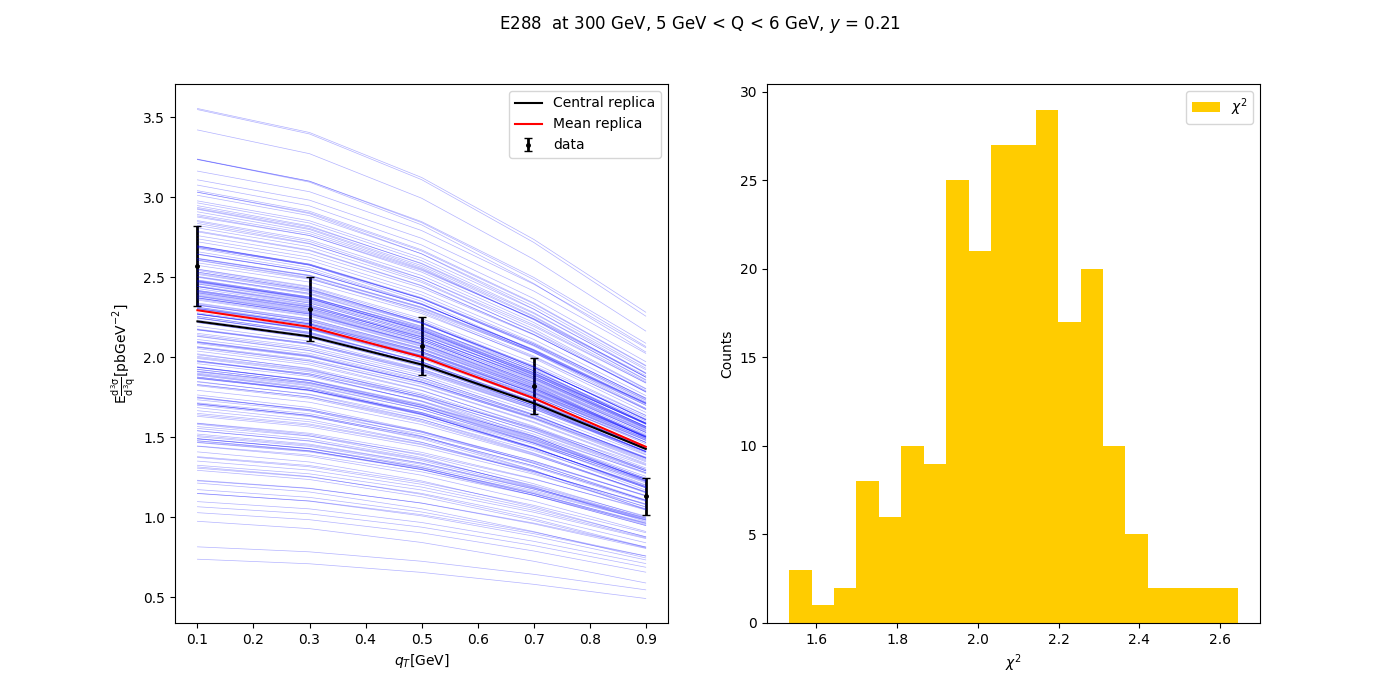 E288 at 300 GeV, 5 GeV < Q < 6 GeV, y = 0.21
Central replica
Mean replica
data
3.5
3.0
2.5
2.0
1.5
1.0
0.5
E d³σ/d³q [pbGeV⁻²]
0.1 0.2 0.3 0.4 0.5 0.6 0.7 0.8 0.9
q_T[GeV]
χ²
30
25
20
15
10
5
0
Counts
1.6 1.8 2.0 2.2 2.4 2.6
χ²